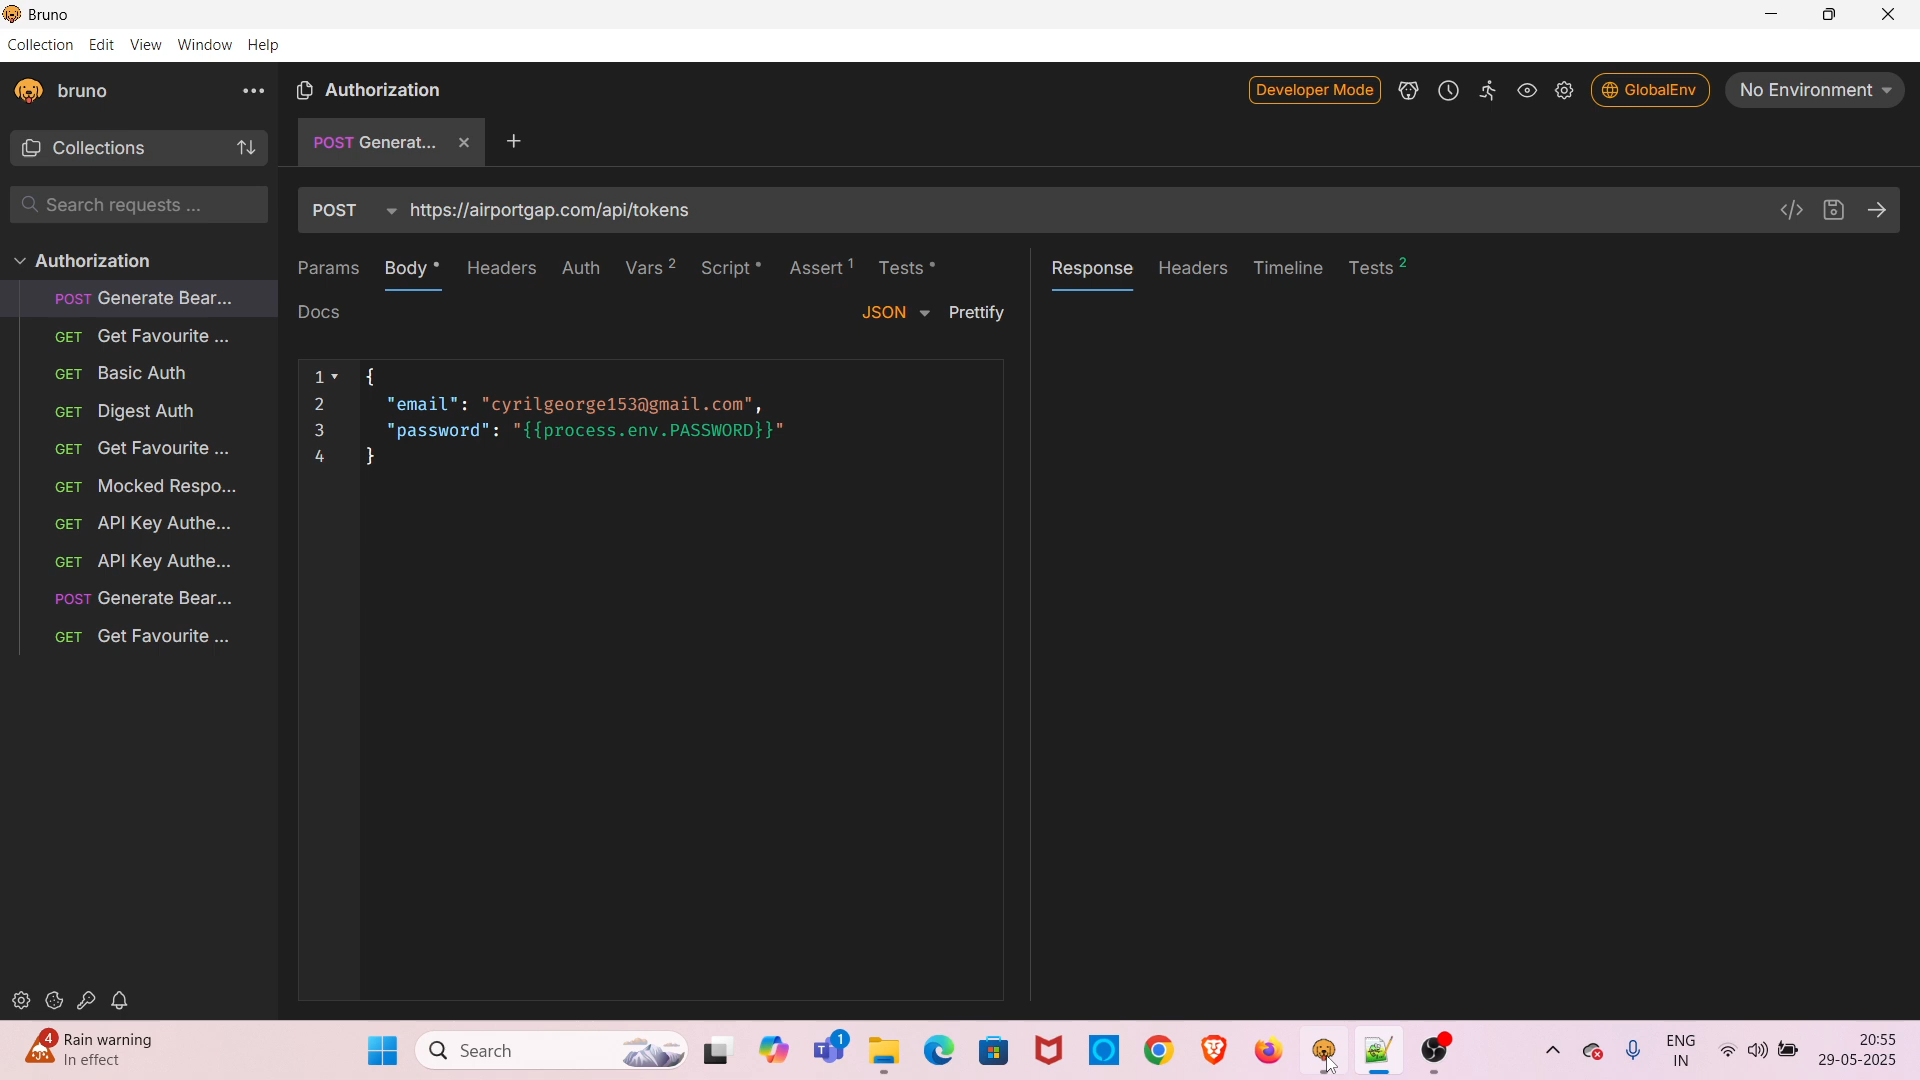 Bruno
Collection Edit View Window Help
bruno
Authorization
Developer Mode
GlobalEnv
No Environment
Collections
POST Generat...
Search requests ...
POST https://airportgap.com/api/tokens
Authorization
POST Generate Bear...
GET Get Favourite ...
GET Basic Auth
GET Digest Auth
GET Get Favourite ...
GET Mocked Respo...
GET API Key Authe...
GET API Key Authe...
POST Generate Bear...
GET Get Favourite ...
Params Body Headers Auth Vars 2 Script Assert 1 Tests
Docs
JSON Prettify
1 {
2 "email": "cyrilgeorge153@gmail.com",
3 "password": "{{process.env.PASSWORD}}"
4 }
Response Headers Timeline Tests 2
4 Rain warning
In effect
Search
1
ENG
IN
20:55
29-05-2025